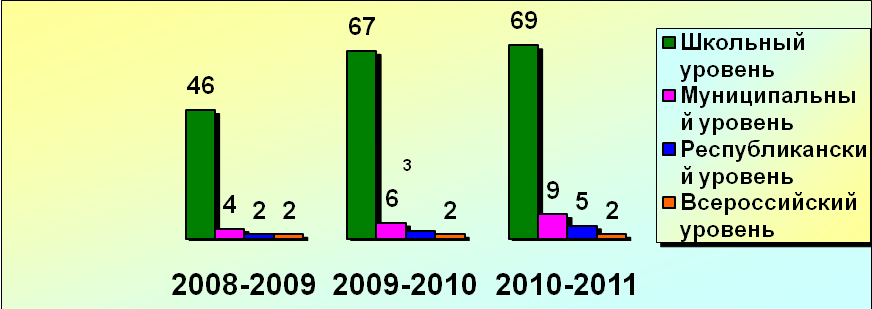 46
4
2
2
67
6
3
2
69
9
5
2
2008-2009
2009-2010
2010-2011
Школьный
уровень
Муниципальны
й уровень
Республикански
й уровень
Всероссийский
уровень